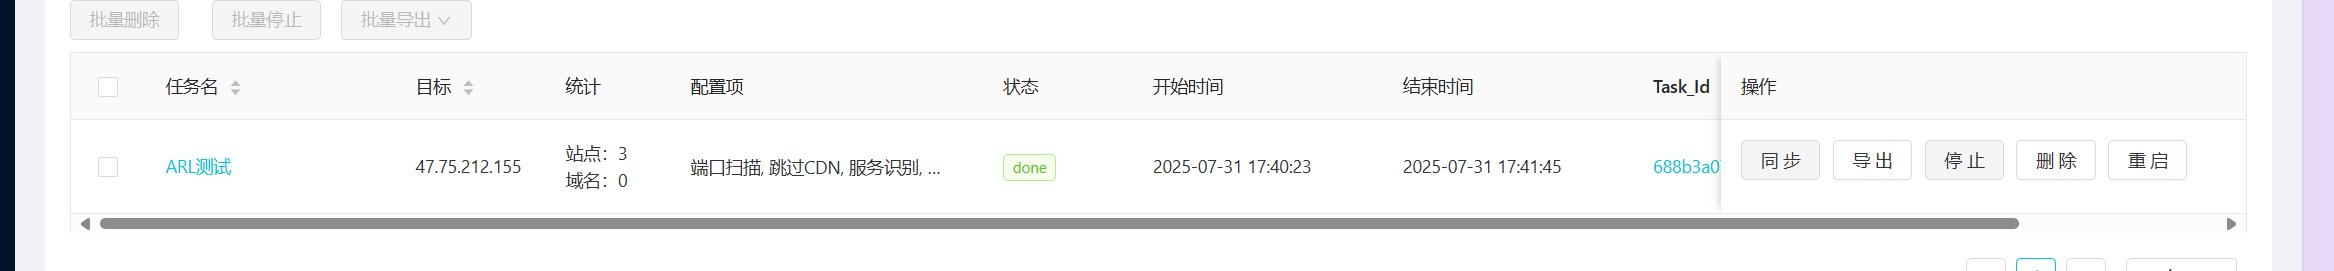 批量删除 批量停止 批量导出
任务名 目标 统计 配置项 状态 开始时间 结束时间 Task_Id 操作
站点：3
ARL测试 47.75.212.155 端口扫描, 跳过CDN, 服务识别, ... done 2025-07-31 17:40:23 2025-07-31 17:41:45 688b3a0 同 步 导 出 停 止 删 除 重 启
域名：0